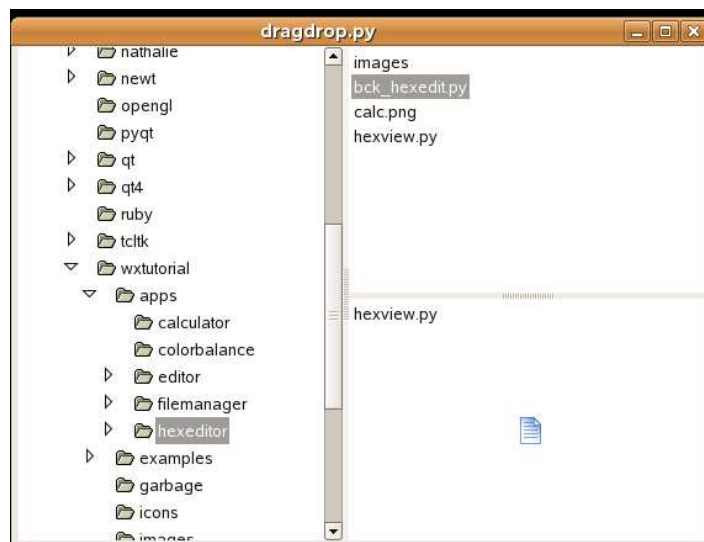 dragdrop.py
nathalie
newt
opengl
pyqt
qt
qt4
ruby
tcltk
wxtutorial
apps
calculator
colorbalance
editor
filemanager
hexeditor
examples
garbage
icons
images
images
bck_hexedit.py
calc.png
hexview.py
hexview.py